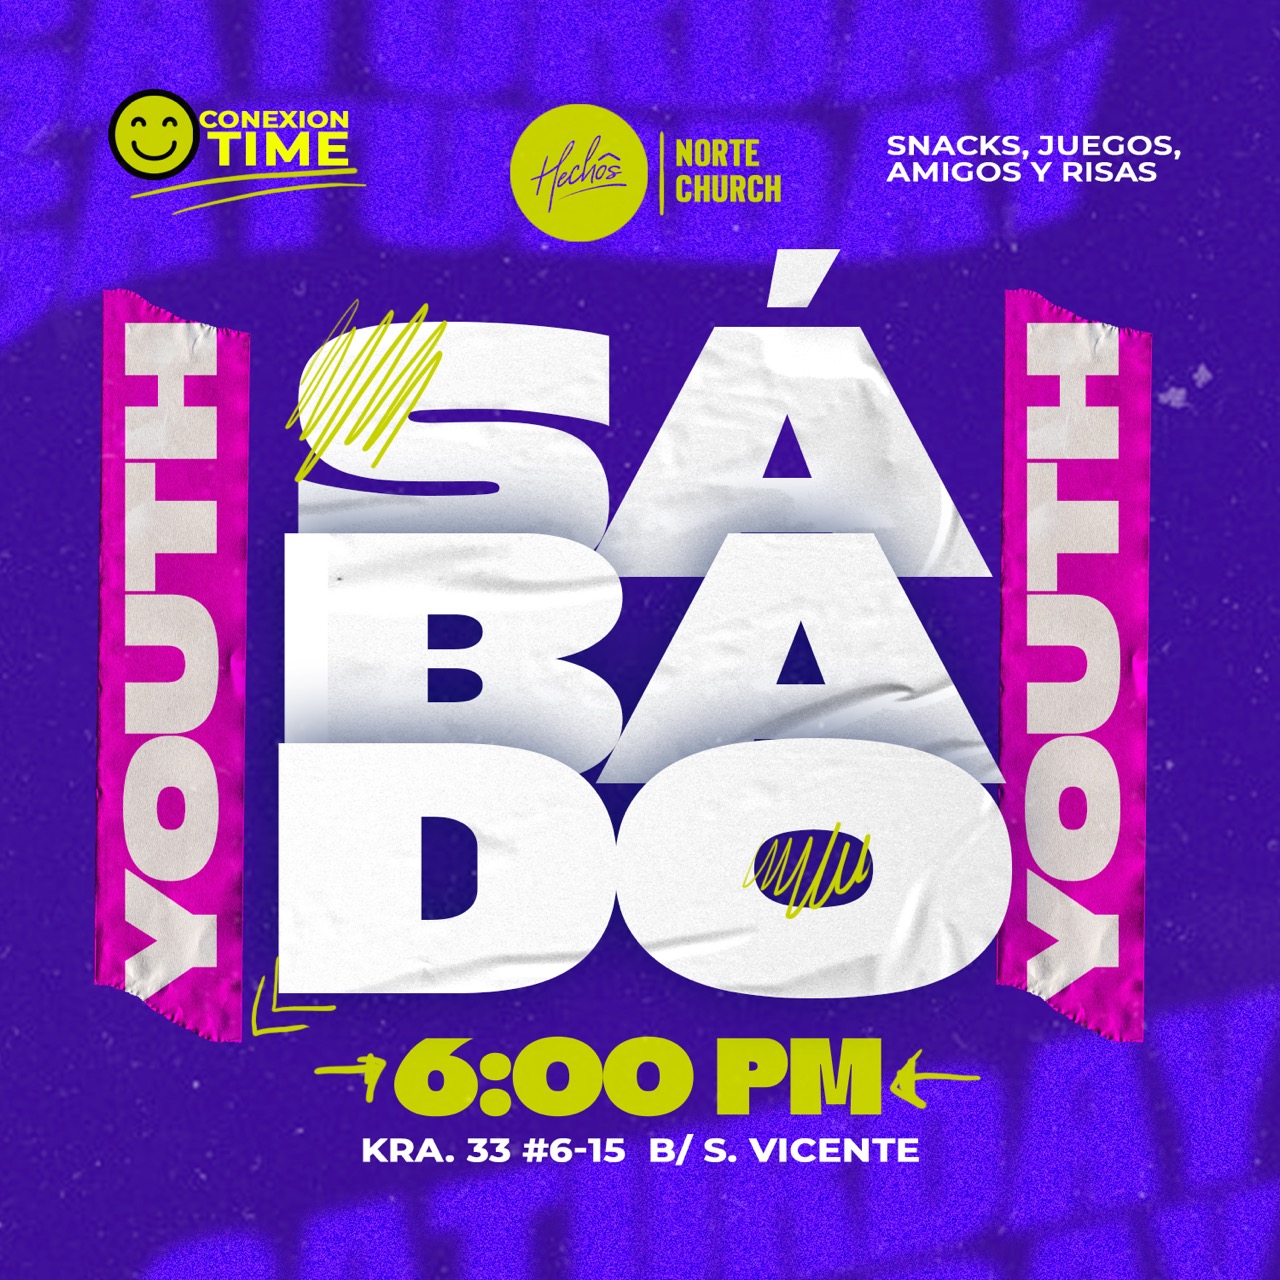 CONEXION
TIME
Hechos
NORTE
CHURCH
SNACKS, JUEGOS,
AMIGOS Y RISAS
YOUTH
SÁ
BA
DO
YOUTH
6:00 PM
KRA. 33 #6-15 B/ S. VICENTE